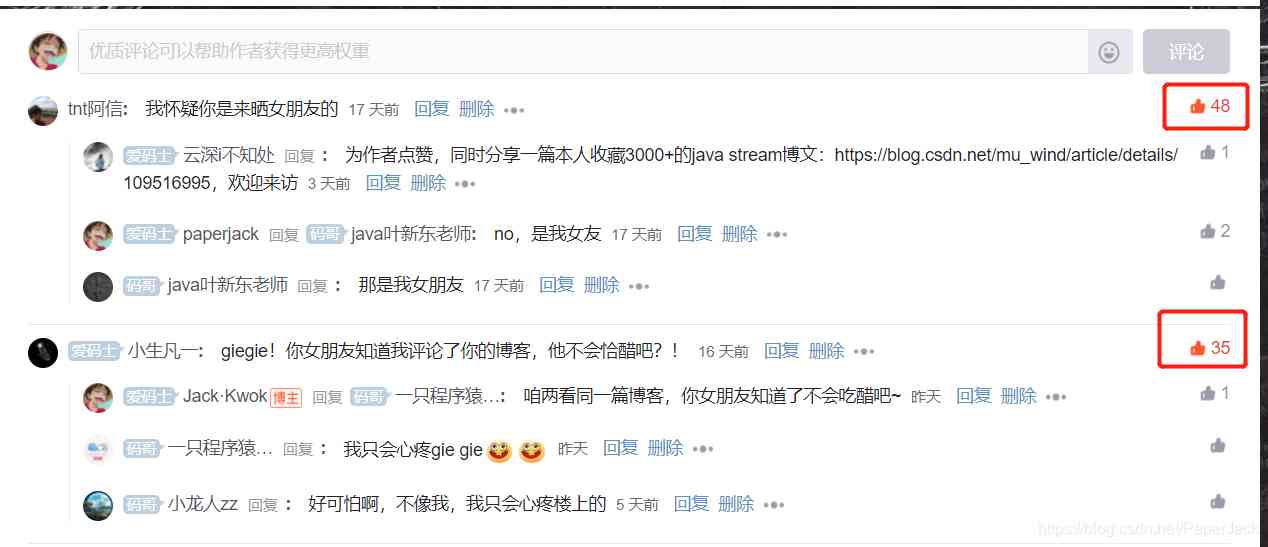 优质评论可以帮助作者获得更高权重 评论
tnt阿信: 我怀疑你是来晒女朋友的 17 天前 回复 删除 48
爱码士 云深i不知处 回复 : 为作者点赞，同时分享一篇本人收藏3000+的java stream博文：https://blog.csdn.net/mu_wind/article/details/ 1
109516995，欢迎来访 3 天前 回复 删除
爱码士 paperjack 回复 码哥 java叶新东老师: no，是我女友 17 天前 回复 删除 2
码哥 java叶新东老师 回复 : 那是我女朋友 17 天前 回复 删除
爱码士 小生凡一: giegie！你女朋友知道我评论了你的博客，他不会恰醋吧？！ 16 天前 回复 删除 35
爱码士 Jack·Kwok 博主 回复 码哥 一只程序猿...: 咱两看同一篇博客，你女朋友知道了不会吃醋吧~ 昨天 回复 删除 1
码哥 一只程序猿... 回复 : 我只会心疼gie gie 昨天 回复 删除
码哥 小龙人zz 回复 : 好可怕啊，不像我，我只会心疼楼上的 5 天前 回复 删除
https://blog.csdn.net/PaperJack